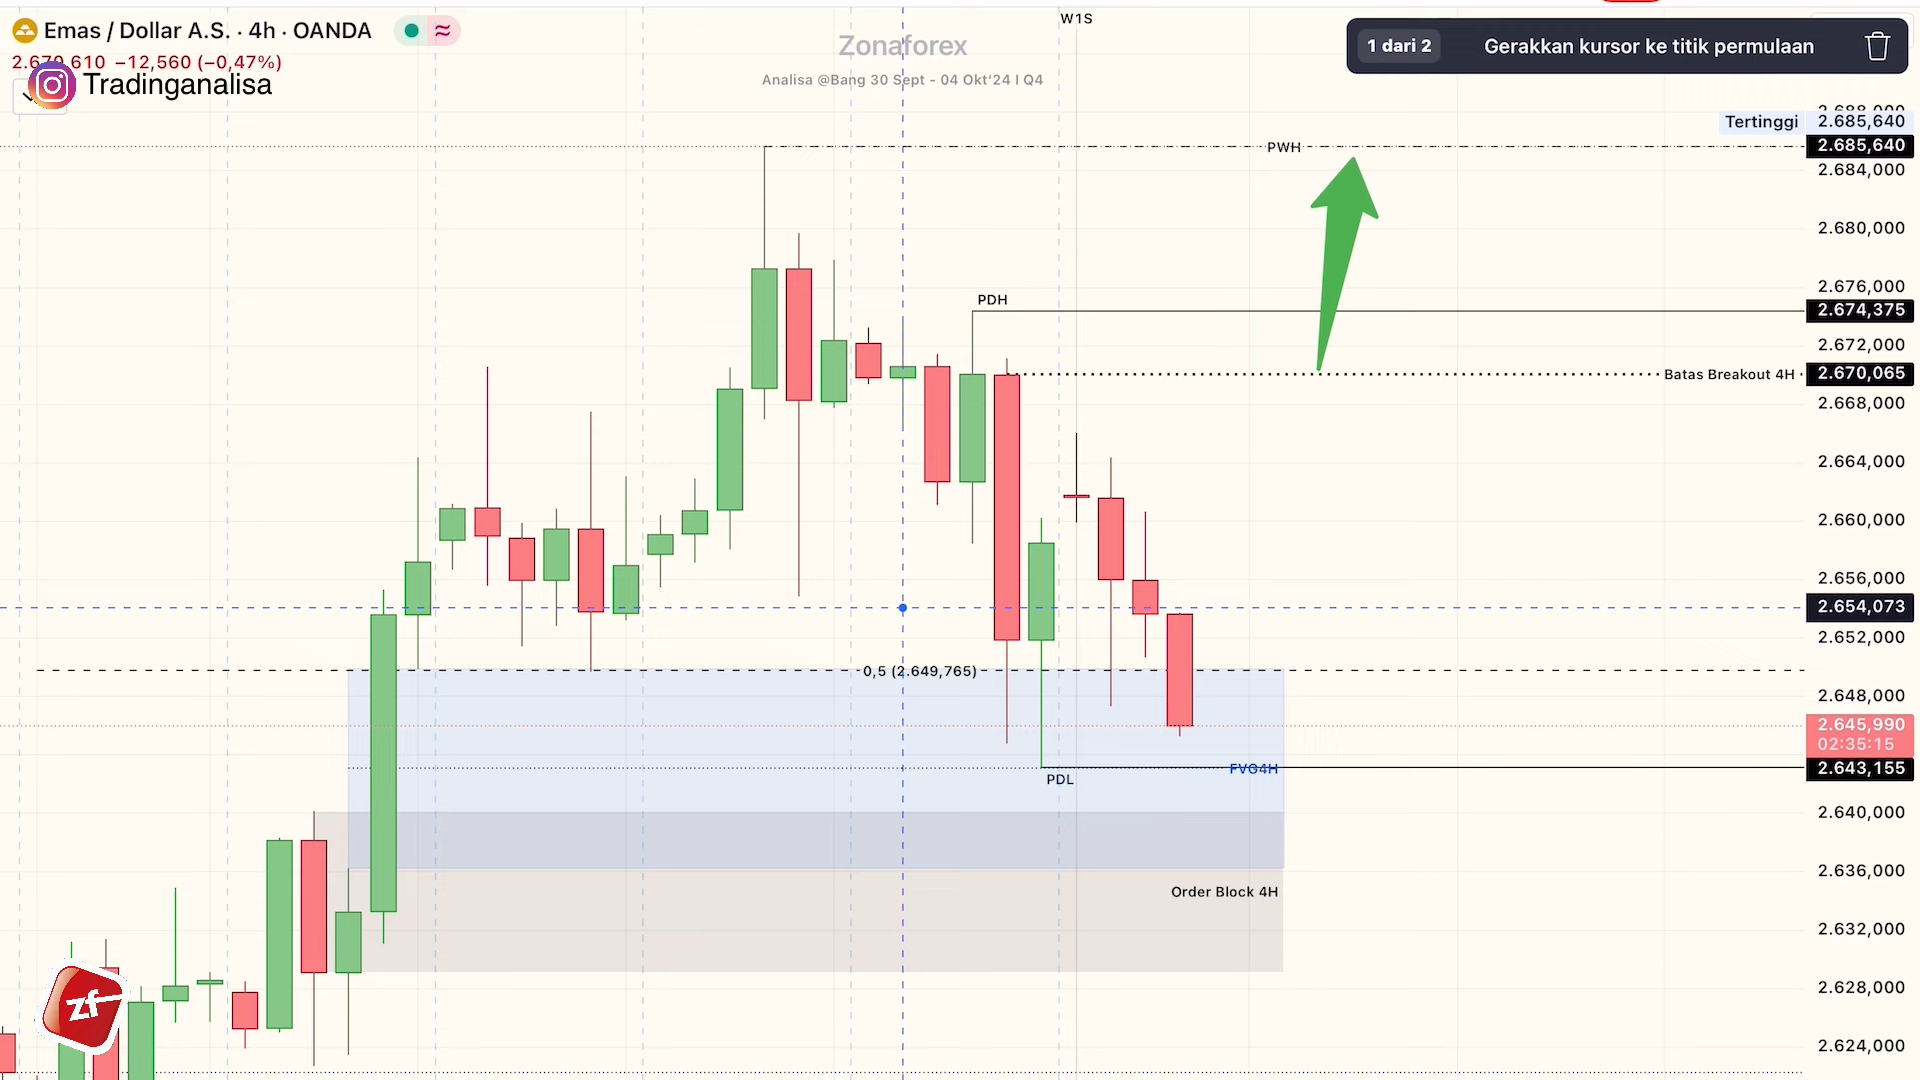 W1S
Emas / Dollar A.S. · 4h · OANDA
Zonaforex
1 dari 2
Gerakkan kursor ke titik permulaan
−12,560 (−0,47%)
Tradinganalisa
Analisa @Bang 30 Sept - 04 Okt'24 I Q4
2.688,000
Tertinggi 2.685,640
PWH
2.685,640
2.684,000
2.680,000
2.676,000
PDH
2.674,375
2.672,000
Batas Breakout 4H
2.670,065
2.668,000
2.664,000
2.660,000
2.656,000
2.654,073
2.652,000
0,5 (2.649,765)
2.648,000
2.645,990
02:35:15
FVG4H
2.643,155
PDL
2.640,000
2.636,000
Order Block 4H
2.632,000
2.628,000
zf
2.624,000